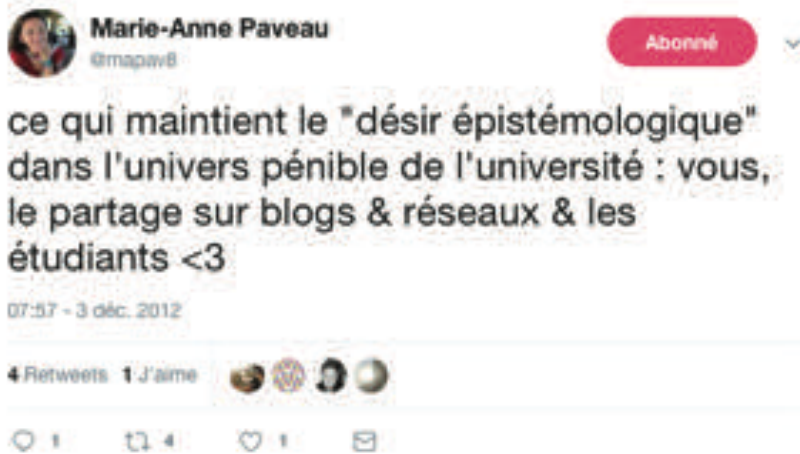 Marie-Anne Paveau
@mapav8
Abonné
ce qui maintient le "désir épistémologique"
dans l'univers pénible de l'université : vous,
le partage sur blogs & réseaux & les
étudiants <3
07:57 - 3 déc. 2012
4 Retweets 1 J'aime
1 4 1